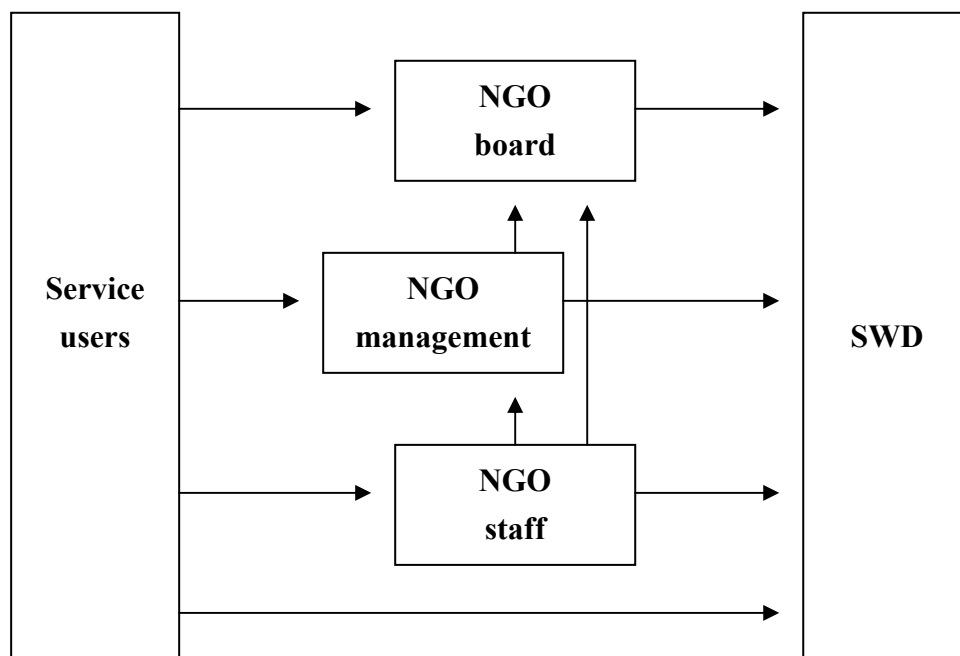 NGO
board
Service
users
NGO
management
SWD
NGO
staff